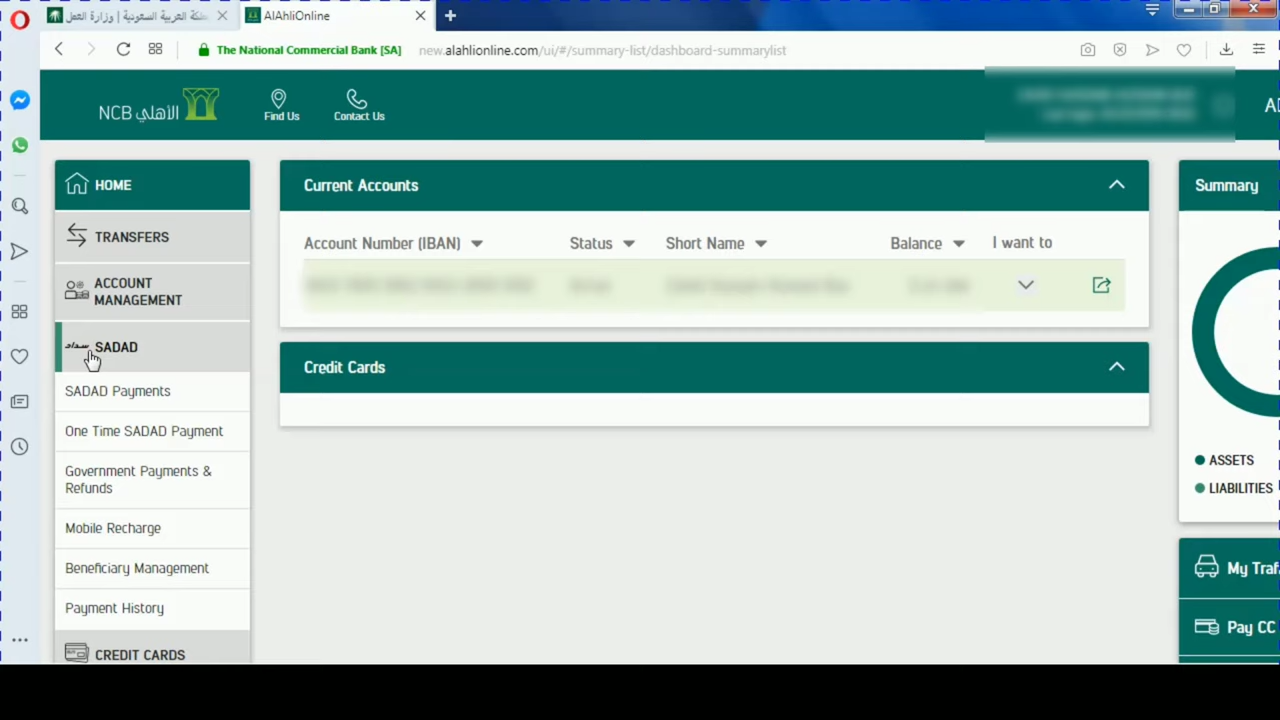 المملكة العربية السعودية | وزارة العمل
AlAhliOnline
The National Commercial Bank [SA]
new.alahlionline.com/ui/#/summary-list/dashboard-summarylist
NCB الأهلي
Find Us
Contact Us
HOME
TRANSFERS
ACCOUNT
MANAGEMENT
سداد SADAD
SADAD Payments
One Time SADAD Payment
Government Payments &
Refunds
Mobile Recharge
Beneficiary Management
Payment History
CREDIT CARDS
Current Accounts
Account Number (IBAN) Status Short Name Balance I want to
Credit Cards
Summary
ASSETS
LIABILITIES
My Traf
Pay CC